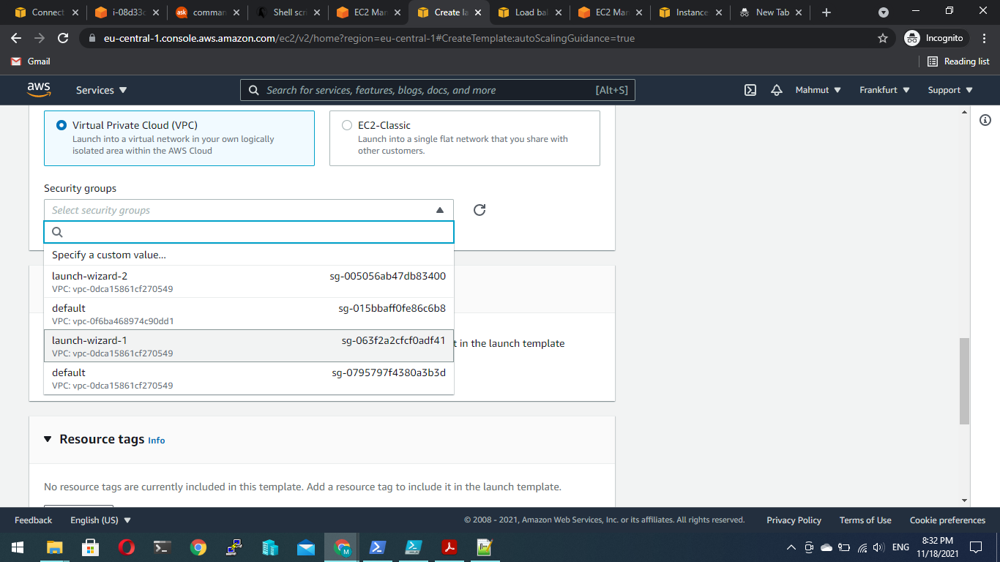 Connect
i-08d33c
ask
comman
Shell scr
EC2 Man
Create la
Load bal
EC2 Man
Instance
New Tab
eu-central-1.console.aws.amazon.com/ec2/v2/home?region=eu-central-1#CreateTemplate:autoScalingGuidance=true
Incognito
Gmail
Reading list
aws
Services
Search for services, features, blogs, docs, and more
[Alt+S]
Mahmut
Frankfurt
Support
Virtual Private Cloud (VPC)
Launch into a virtual network in your own logically
isolated area within the AWS Cloud
EC2-Classic
Launch into a single flat network that you share with
other customers.
Security groups
Select security groups
Specify a custom value...
launch-wizard-2 sg-005056ab47db83400
VPC: vpc-0dca15861cf270549
default sg-015bbaff0fe86c6b8
VPC: vpc-0f6ba468974c90dd1
launch-wizard-1 sg-063f2a2cfcf0adf41
VPC: vpc-0dca15861cf270549
t in the launch template
default sg-0795797f4380a3b3d
VPC: vpc-0dca15861cf270549
Resource tags Info
No resource tags are currently included in this template. Add a resource tag to include it in the launch template.
Feedback
English (US)
© 2008 - 2021, Amazon Web Services, Inc. or its affiliates. All rights reserved.
Privacy Policy
Terms of Use
Cookie preferences
M
ENG
8:32 PM
11/18/2021